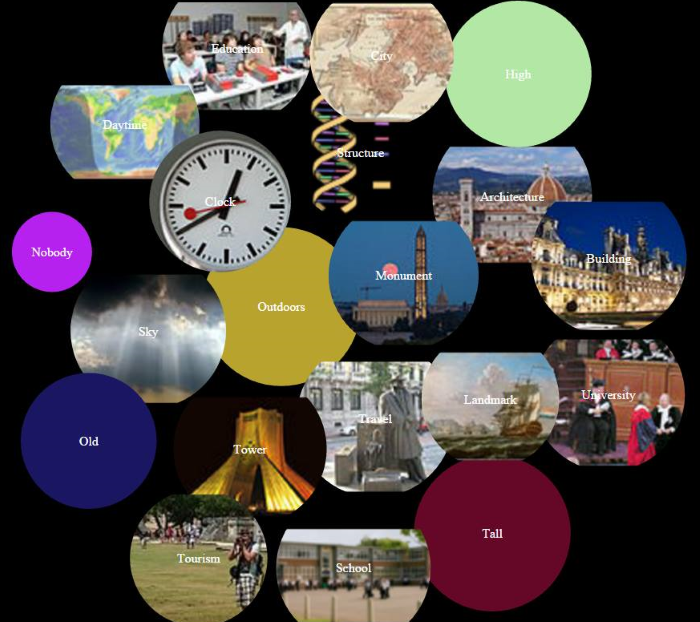 Education
City
High
Daytime
Structure
Architecture
Clock
Nobody
Building
Monument
Outdoors
Sky
University
Landmark
Travel
Old
Tower
Tall
Tourism
School